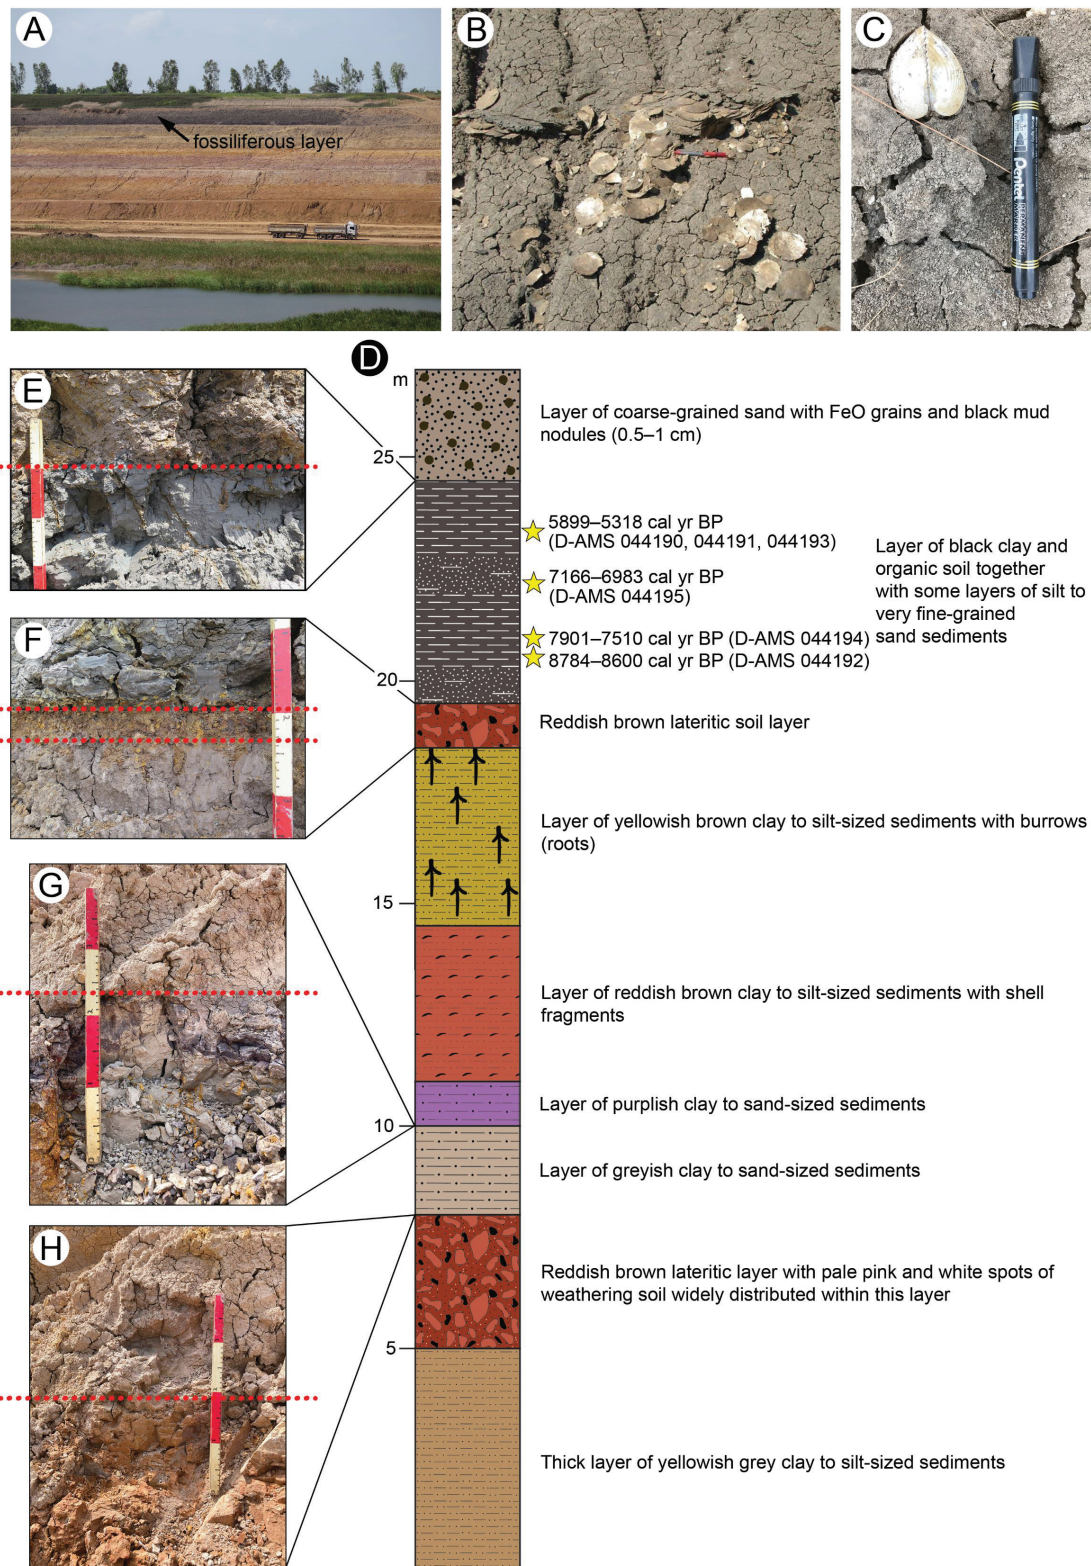 A
fossiliferous layer
B
C
Pentel
D
m
E
25
Layer of coarse-grained sand with FeO grains and black mud
nodules (0.5–1 cm)
5899–5318 cal yr BP
(D-AMS 044190, 044191, 044193)
7166–6983 cal yr BP
(D-AMS 044195)
7901–7510 cal yr BP (D-AMS 044194)
8784–8600 cal yr BP (D-AMS 044192)
Layer of black clay and
organic soil together
with some layers of silt to
very fine-grained
sand sediments
F
20
Reddish brown lateritic soil layer
Layer of yellowish brown clay to silt-sized sediments with burrows
(roots)
G
15
Layer of reddish brown clay to silt-sized sediments with shell
fragments
Layer of purplish clay to sand-sized sediments
10
Layer of greyish clay to sand-sized sediments
H
Reddish brown lateritic layer with pale pink and white spots of
weathering soil widely distributed within this layer
5
Thick layer of yellowish grey clay to silt-sized sediments